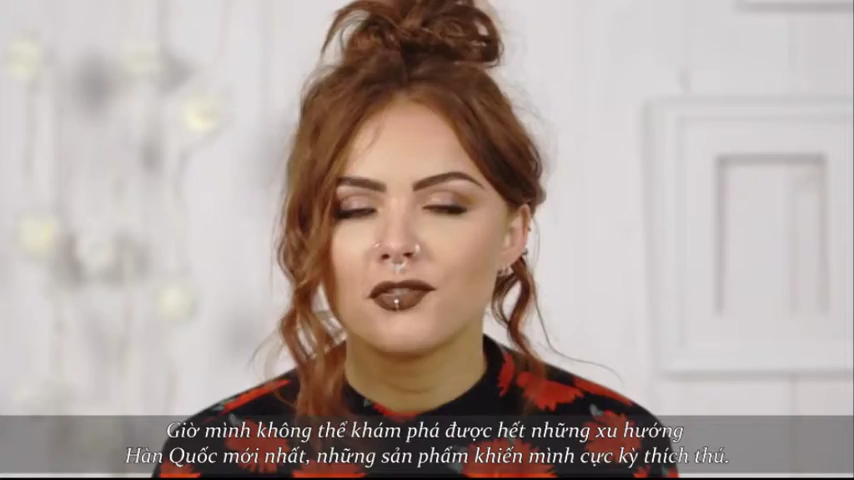 Giờ mình không thể khám phá được hết những xu hướng
Hàn Quốc mới nhất, những sản phẩm khiến mình cực kỳ thích thú.